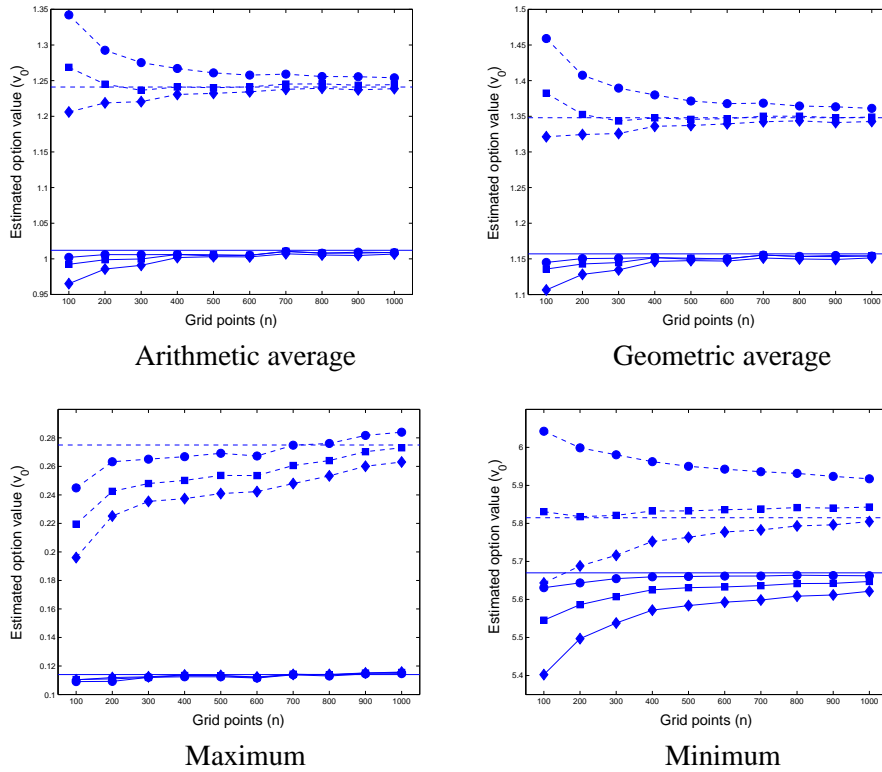 1.35
1.3
1.25
1.2
1.15
1.1
1.05
1
0.95
Estimated option value (v0)
100 200 300 400 500 600 700 800 900 1000
Grid points (n)
Arithmetic average
1.5
1.45
1.4
1.35
1.3
1.25
1.2
1.15
1.1
Estimated option value (v0)
100 200 300 400 500 600 700 800 900 1000
Grid points (n)
Geometric average
0.28
0.26
0.24
0.22
0.2
0.18
0.16
0.14
0.12
0.1
Estimated option value (v0)
100 200 300 400 500 600 700 800 900 1000
Grid points (n)
Maximum
6
5.9
5.8
5.7
5.6
5.5
5.4
Estimated option value (v0)
100 200 300 400 500 600 700 800 900 1000
Grid points (n)
Minimum